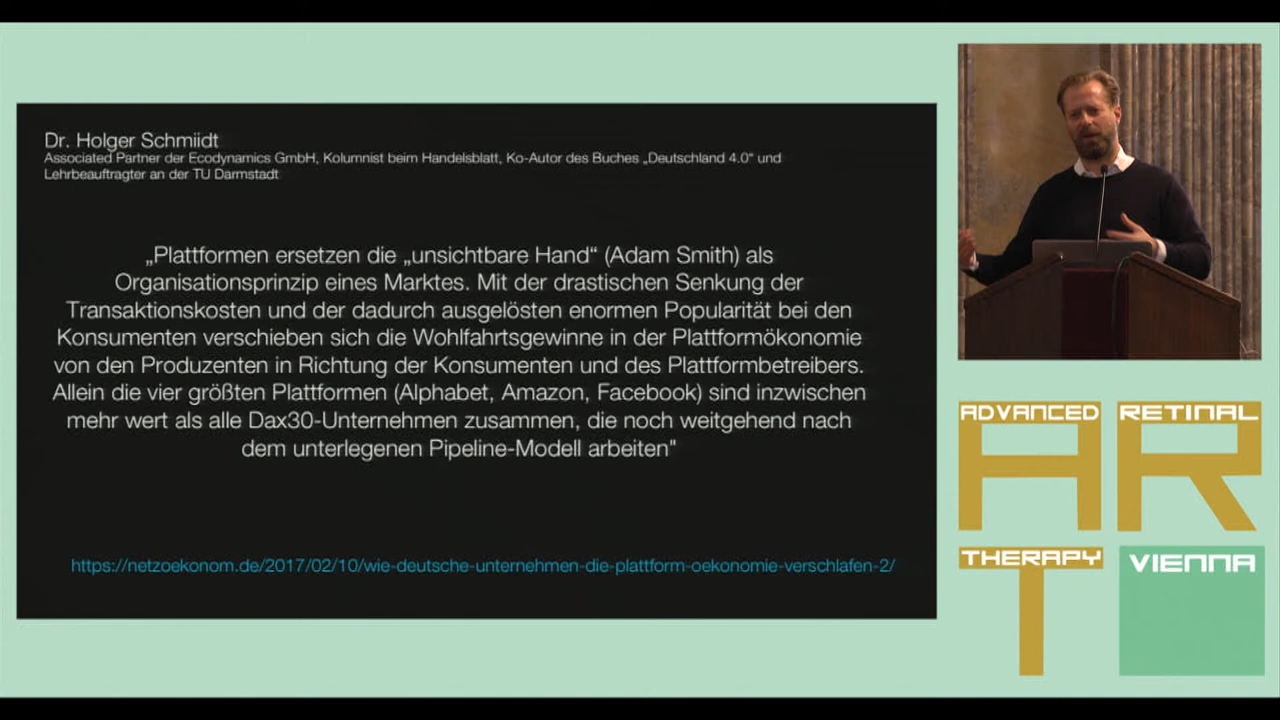 Dr. Holger Schmiidt
Associated Partner der Ecodynamics GmbH, Kolumnist beim Handelsblatt, Ko-Autor des Buches „Deutschland 4.0“ und
Lehrbeauftragter an der TU Darmstadt
„Plattformen ersetzen die „unsichtbare Hand“ (Adam Smith) als
Organisationsprinzip eines Marktes. Mit der drastischen Senkung der
Transaktionskosten und der dadurch ausgelösten enormen Popularität bei den
Konsumenten verschieben sich die Wohlfahrtsgewinne in der Plattformökonomie
von den Produzenten in Richtung der Konsumenten und des Plattformbetreibers.
Allein die vier größten Plattformen (Alphabet, Amazon, Facebook) sind inzwischen
mehr wert als alle Dax30-Unternehmen zusammen, die noch weitgehend nach
dem unterlegenen Pipeline-Modell arbeiten"
https://netzoekonom.de/2017/02/10/wie-deutsche-unternehmen-die-plattform-oekonomie-verschlafen-2/
ADVANCED RETINAL
A R
THERAPY VIENNA
T